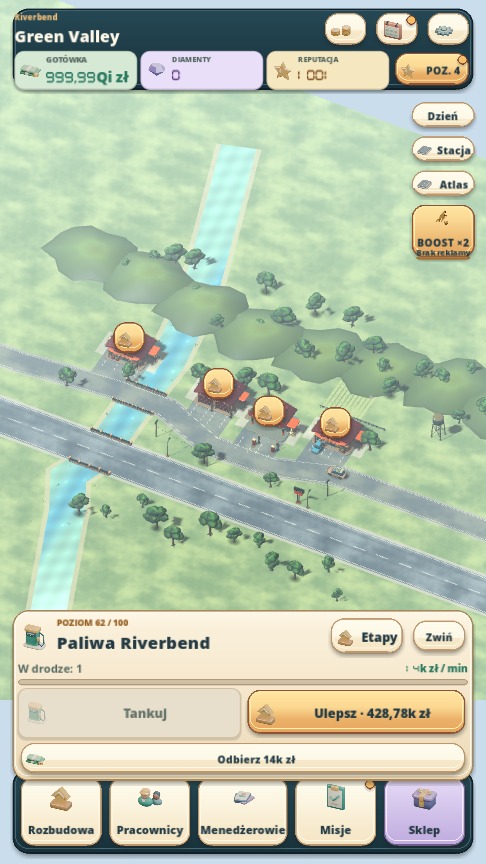 Riverbend
Green Valley
GOTÓWKA
999,99Qi zł
DIAMENTY
0
REPUTACJA
POZ. 4
Dzień
Stacja
Atlas
BOOST ×2
Brak reklamy
POZIOM 62 / 100
Paliwa Riverbend
Etapy
Zwiń
W drodze: 1
k zł / min
Tankuj
Ulepsz · 428,78k zł
Odbierz 14k zł
Rozbudowa
Pracownicy
Menedżerowie
Misje
Sklep